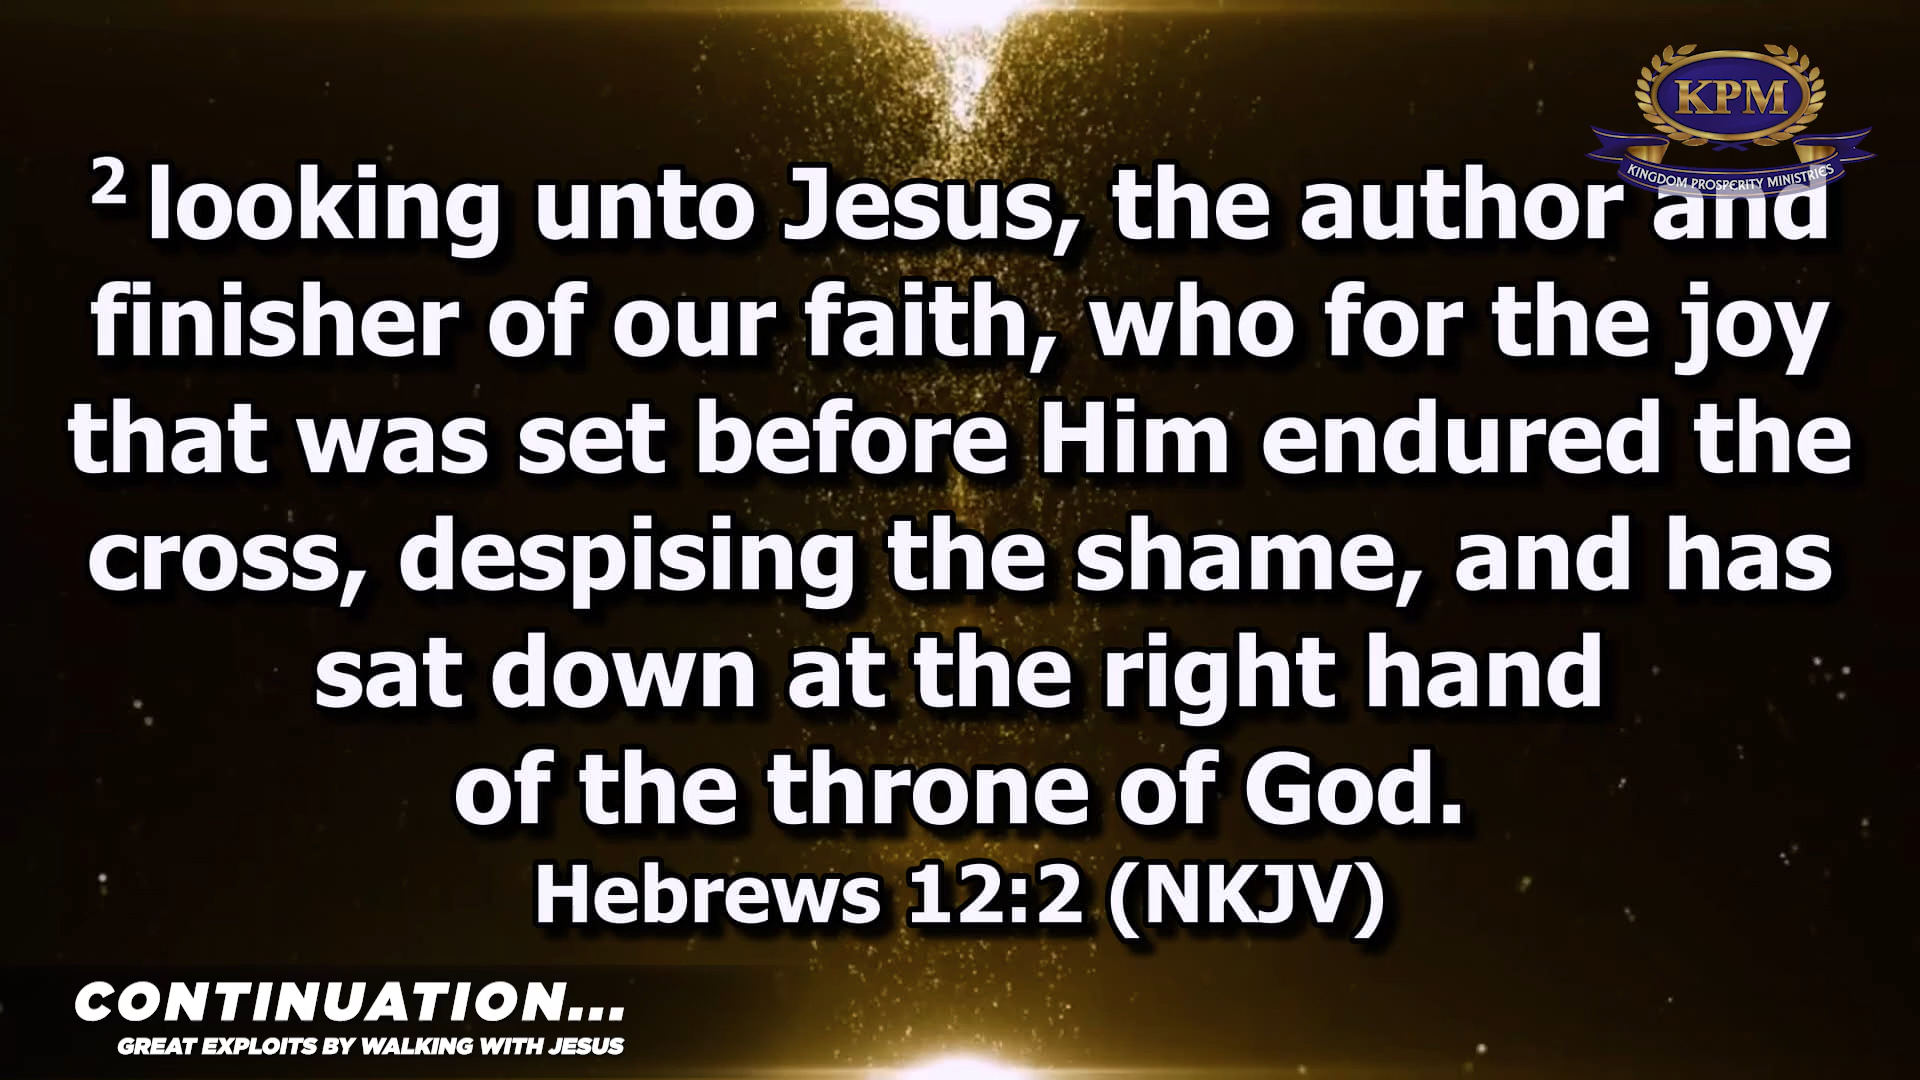 KPM
KINGDOM PROSPERITY MINISTRIES
2 looking unto Jesus, the author and
finisher of our faith, who for the joy
that was set before Him endured the
cross, despising the shame, and has
sat down at the right hand
of the throne of God.
Hebrews 12:2 (NKJV)
CONTINUATION...
GREAT EXPLOITS BY WALKING WITH JESUS